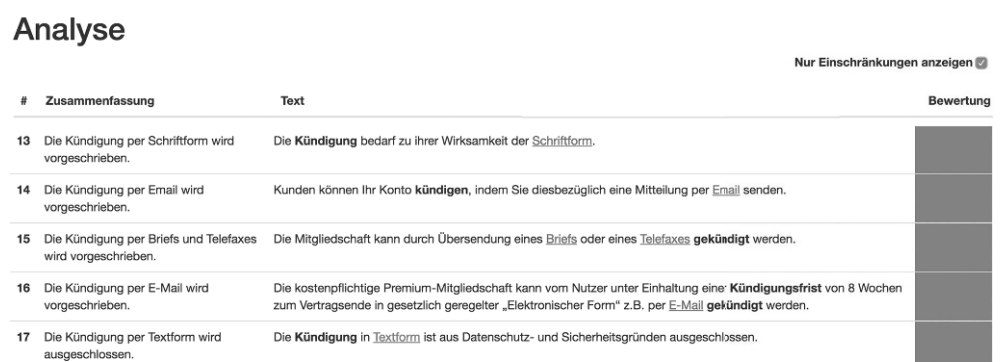 Analyse
Nur Einschränkungen anzeigen
# Zusammenfassung Text Bewertung
13 Die Kündigung per Schriftform wird Die Kündigung bedarf zu ihrer Wirksamkeit der Schriftform.
vorgeschrieben.
14 Die Kündigung per Email wird Kunden können Ihr Konto kündigen, indem Sie diesbezüglich eine Mitteilung per Email senden.
vorgeschrieben.
15 Die Kündigung per Briefs und Telefaxes Die Mitgliedschaft kann durch Übersendung eines Briefs oder eines Telefaxes gekündigt werden.
wird vorgeschrieben.
16 Die Kündigung per E-Mail wird Die kostenpflichtige Premium-Mitgliedschaft kann vom Nutzer unter Einhaltung einer Kündigungsfrist von 8 Wochen
vorgeschrieben. zum Vertragsende in gesetzlich geregelter „Elektronischer Form“ z.B. per E-Mail gekündigt werden.
17 Die Kündigung per Textform wird Die Kündigung in Textform ist aus Datenschutz- und Sicherheitsgründen ausgeschlossen.
ausgeschlossen.